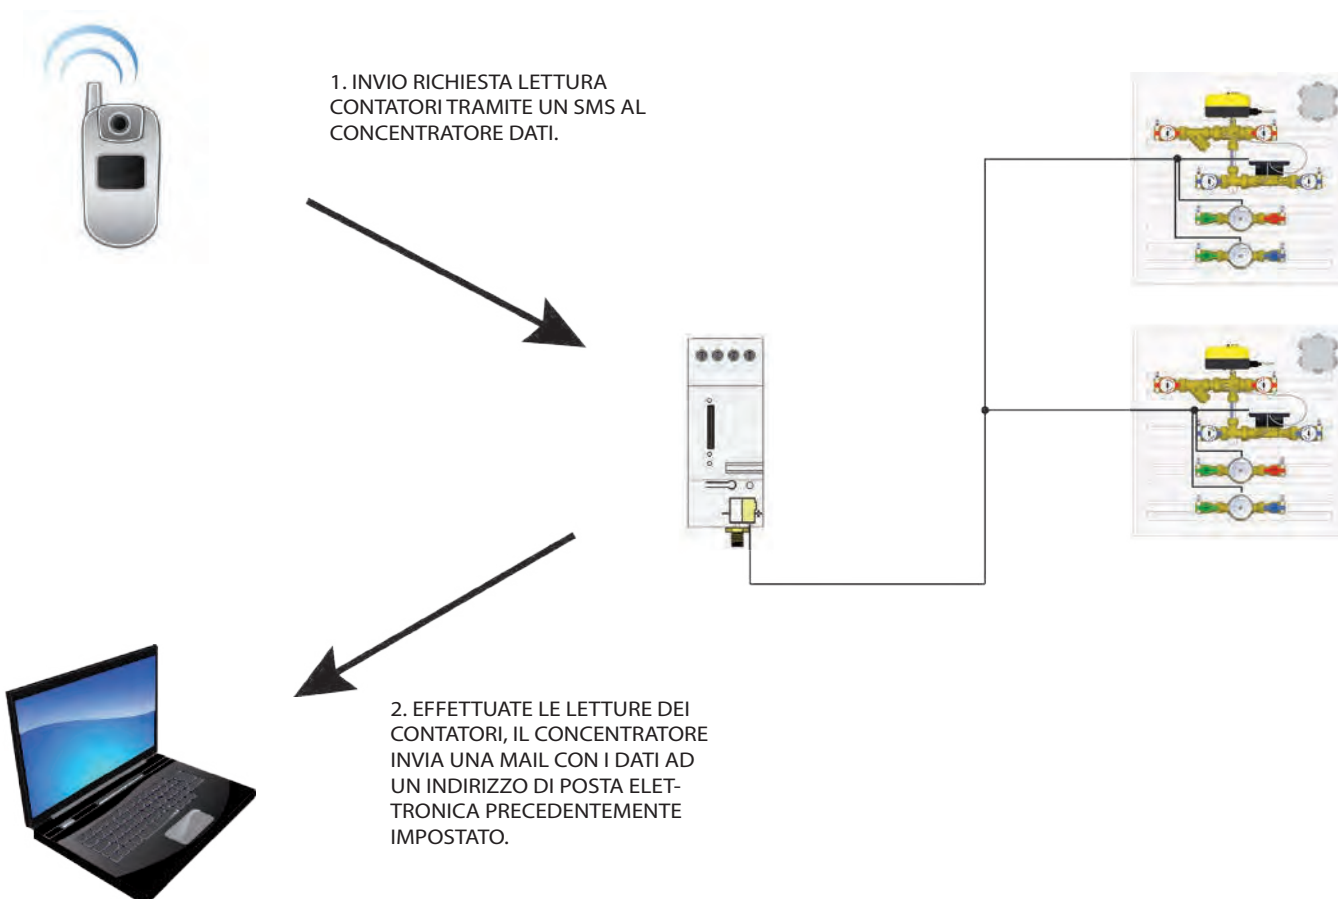 1. INVIO RICHIESTA LETTURA
CONTATORI TRAMITE UN SMS AL
CONCENTRATORE DATI.
2. EFFETTUATE LE LETTURE DEI
CONTATORI, IL CONCENTRATORE
INVIA UNA MAIL CON I DATI AD
UN INDIRIZZO DI POSTA ELET-
TRONICA PRECEDENTEMENTE
IMPOSTATO.